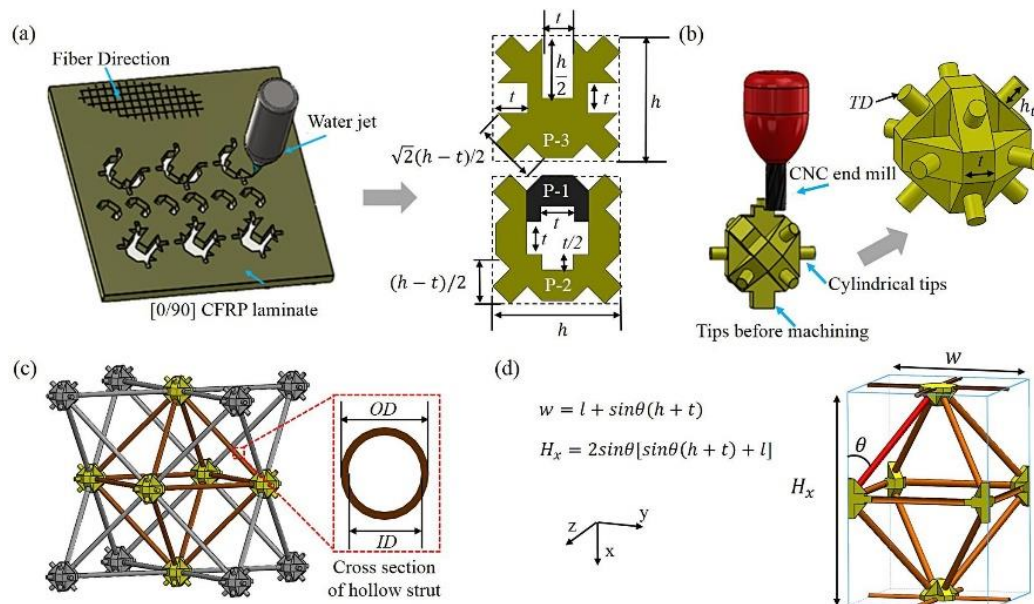 (a)
Fiber Direction
Water jet
[0/90] CFRP laminate
t
h/2
t
t
h
P-3
√2(h − t)/2
P-1
t
t
t/2
(h − t)/2
P-2
h
(b)
TD
h_t
t
CNC end mill
Cylindrical tips
Tips before machining
(c)
OD
ID
Cross section
of hollow strut
(d)
w = l + sinθ(h + t)
H_x = 2sinθ[sinθ(h + t) + l]
z
y
x
w
θ
H_x